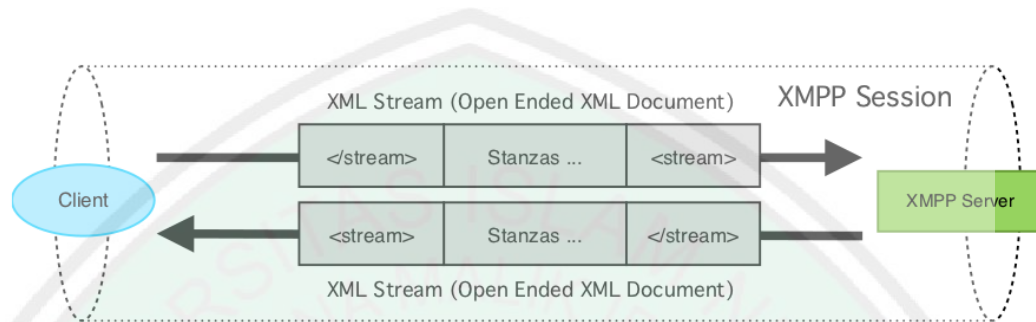 XML Stream (Open Ended XML Document)
XMPP Session
</stream>
Stanzas ...
<stream>
Client
XMPP Server
<stream>
Stanzas ...
</stream>
XML Stream (Open Ended XML Document)